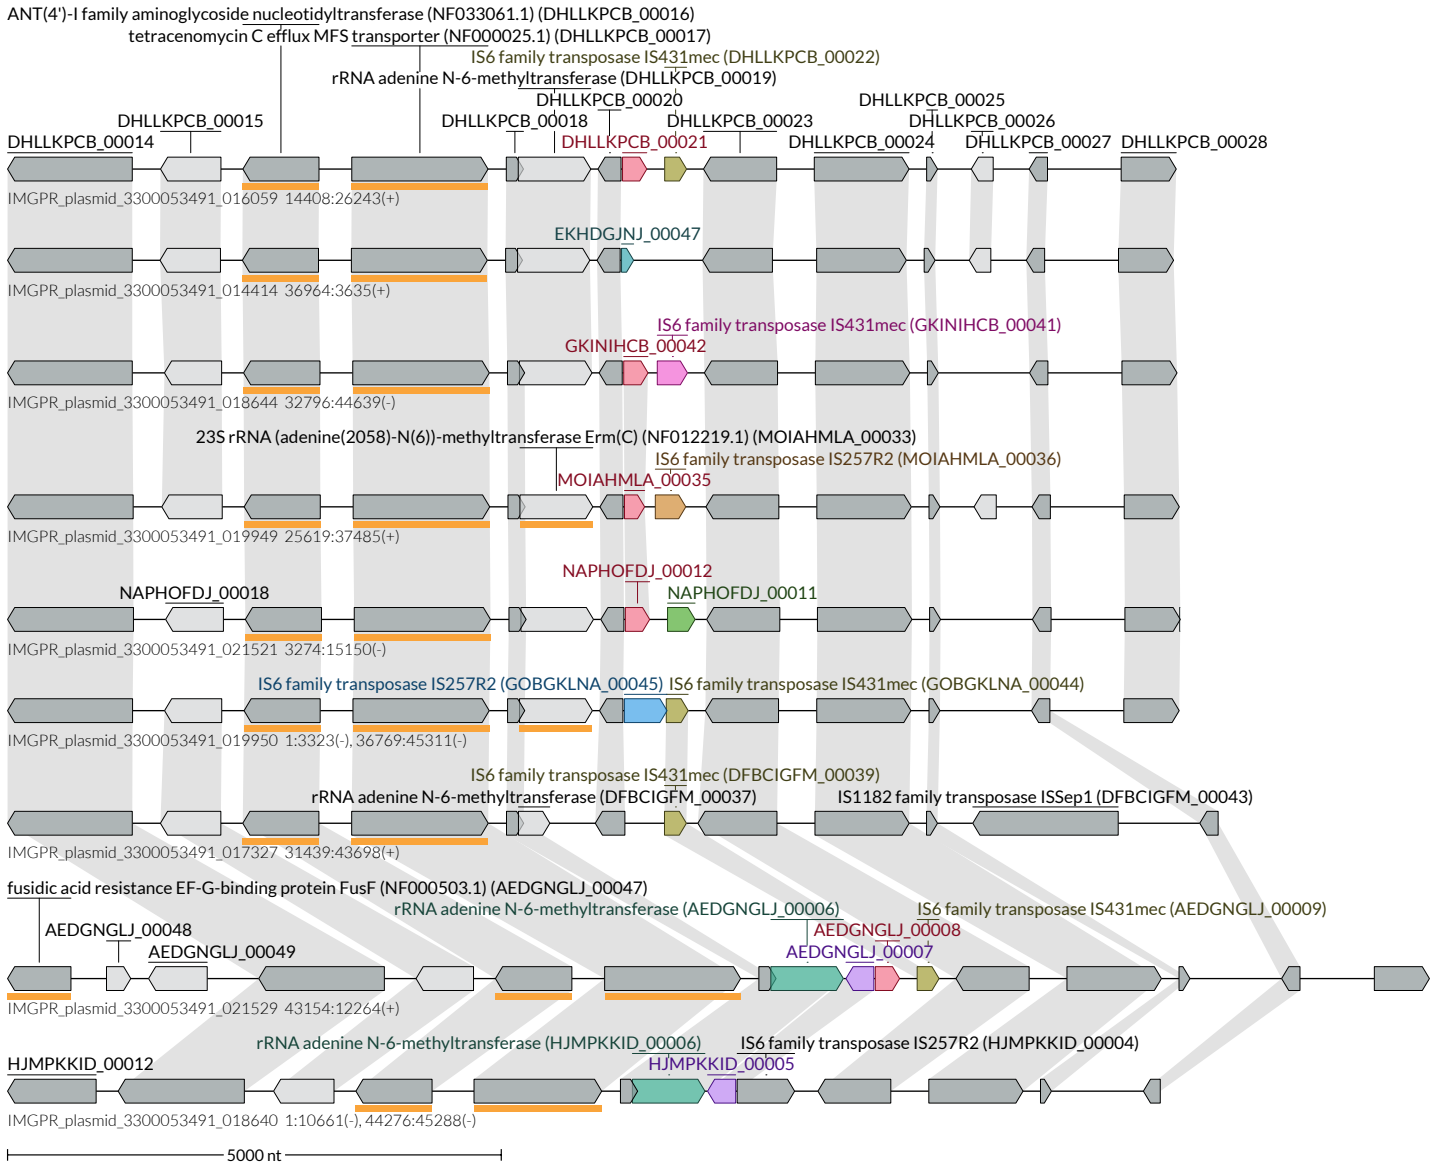 ANT(4')-I family aminoglycoside nucleotidyltransferase (NF033061.1) (DHLLKPCB_00016)
tetracenomycin C efflux MFS transporter (NF000025.1) (DHLLKPCB_00017)
IS6 family transposase IS431mec (DHLLKPCB_00022)
rRNA adenine N-6-methyltransferase (DHLLKPCB_00019)
DHLLKPCB_00020 DHLLKPCB_00025
DHLLKPCB_00015 DHLLKPCB_00018 DHLLKPCB_00023 DHLLKPCB_00026
DHLLKPCB_00014 DHLLKPCB_00021 DHLLKPCB_00024 DHLLKPCB_00027 DHLLKPCB_00028
IMGPR_plasmid_3300053491_016059 14408:26243(+)
EKHDGJNJ_00047
IMGPR_plasmid_3300053491_014414 36964:3635(+)
IS6 family transposase IS431mec (GKINIHCB_00041)
GKINIHCB_00042
IMGPR_plasmid_3300053491_018644 32796:44639(-)
23S rRNA (adenine(2058)-N(6))-methyltransferase Erm(C) (NF012219.1) (MOIAHMLA_00033)
IS6 family transposase IS257R2 (MOIAHMLA_00036)
MOIAHMLA_00035
IMGPR_plasmid_3300053491_019949 25619:37485(+)
NAPHOFDJ_00012
NAPHOFDJ_00018 NAPHOFDJ_00011
IMGPR_plasmid_3300053491_021521 3274:15150(-)
IS6 family transposase IS257R2 (GOBGKLNA_00045) IS6 family transposase IS431mec (GOBGKLNA_00044)
IMGPR_plasmid_3300053491_019950 1:3323(-), 36769:45311(-)
IS6 family transposase IS431mec (DFBCIGFM_00039)
rRNA adenine N-6-methyltransferase (DFBCIGFM_00037) IS1182 family transposase ISSep1 (DFBCIGFM_00043)
IMGPR_plasmid_3300053491_017327 31439:43698(+)
fusidic acid resistance EF-G-binding protein FusF (NF000503.1) (AEDGNGLJ_00047)
rRNA adenine N-6-methyltransferase (AEDGNGLJ_00006) IS6 family transposase IS431mec (AEDGNGLJ_00009)
AEDGNGLJ_00048 AEDGNGLJ_00008
AEDGNGLJ_00049 AEDGNGLJ_00007
IMGPR_plasmid_3300053491_021529 43154:12264(+)
rRNA adenine N-6-methyltransferase (HJMPKKID_00006) IS6 family transposase IS257R2 (HJMPKKID_00004)
HJMPKKID_00012 HJMPKKID_00005
IMGPR_plasmid_3300053491_018640 1:10661(-), 44276:45288(-)
5000 nt